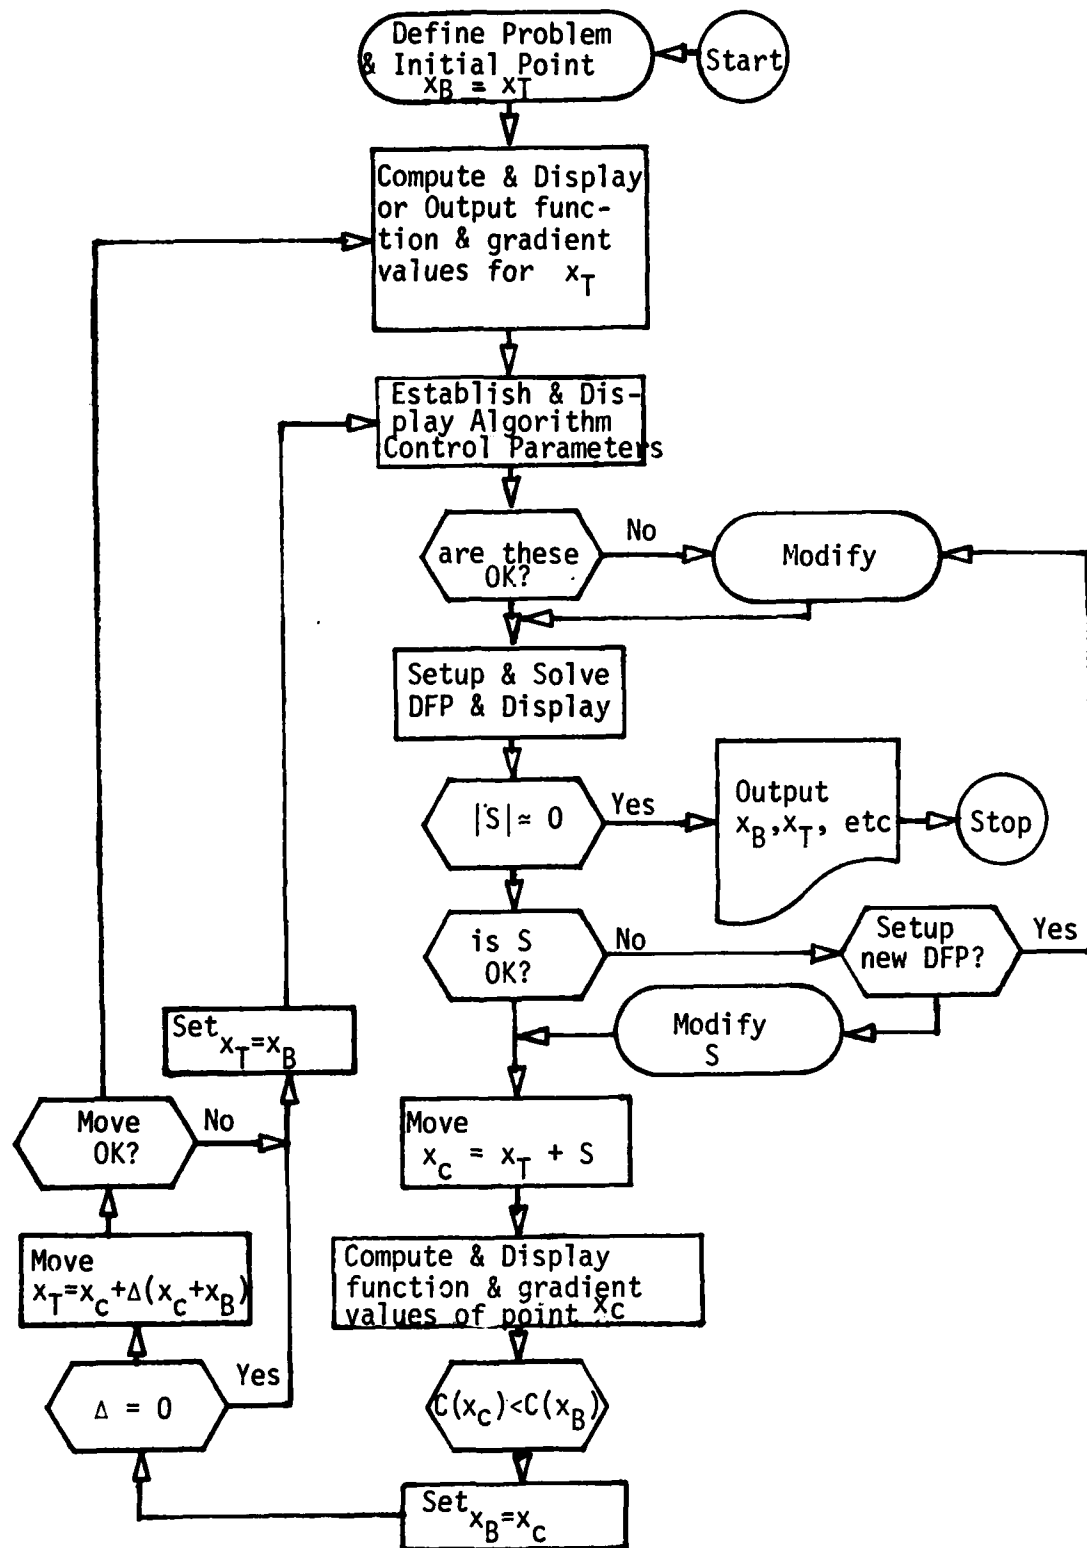 Define Problem
& Initial Point
x_B = x_T
Start
Compute & Display
or Output func-
tion & gradient
values for x_T
Establish & Dis-
play Algorithm
Control Parameters
are these
OK?
No
Modify
Setup & Solve
DFP & Display
|S| ≈ 0
Yes
Output
x_B,x_T, etc
Stop
is S
OK?
No
Setup
new DFP?
Yes
Modify
S
Set x_T=x_B
Move
OK?
No
Move
x_c = x_T + S
Move
x_T=x_c+Δ(x_c+x_B)
Compute & Display
function & gradient
values of point x_c
Δ = 0
Yes
C(x_c)<C(x_B)
Set x_B=x_c